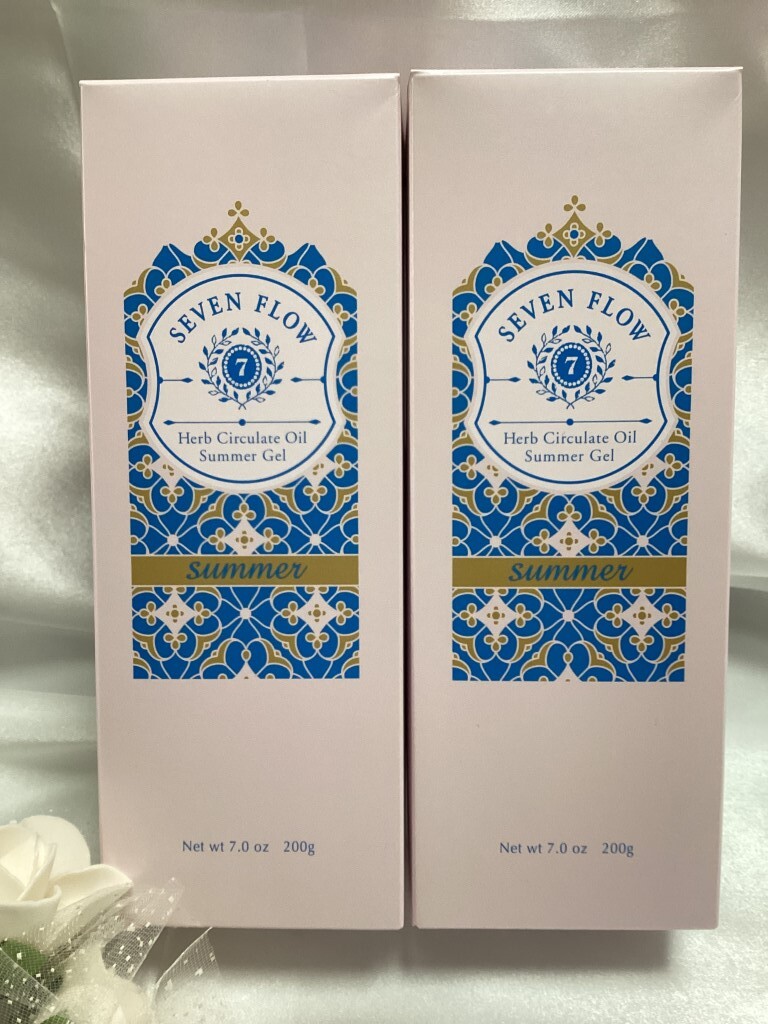 SEVEN FLOW
7
Herb Circulate Oil
Summer Gel
summer
Net wt 7.0 oz 200g
SEVEN FLOW
7
Herb Circulate Oil
Summer Gel
summer
Net wt 7.0 oz 200g